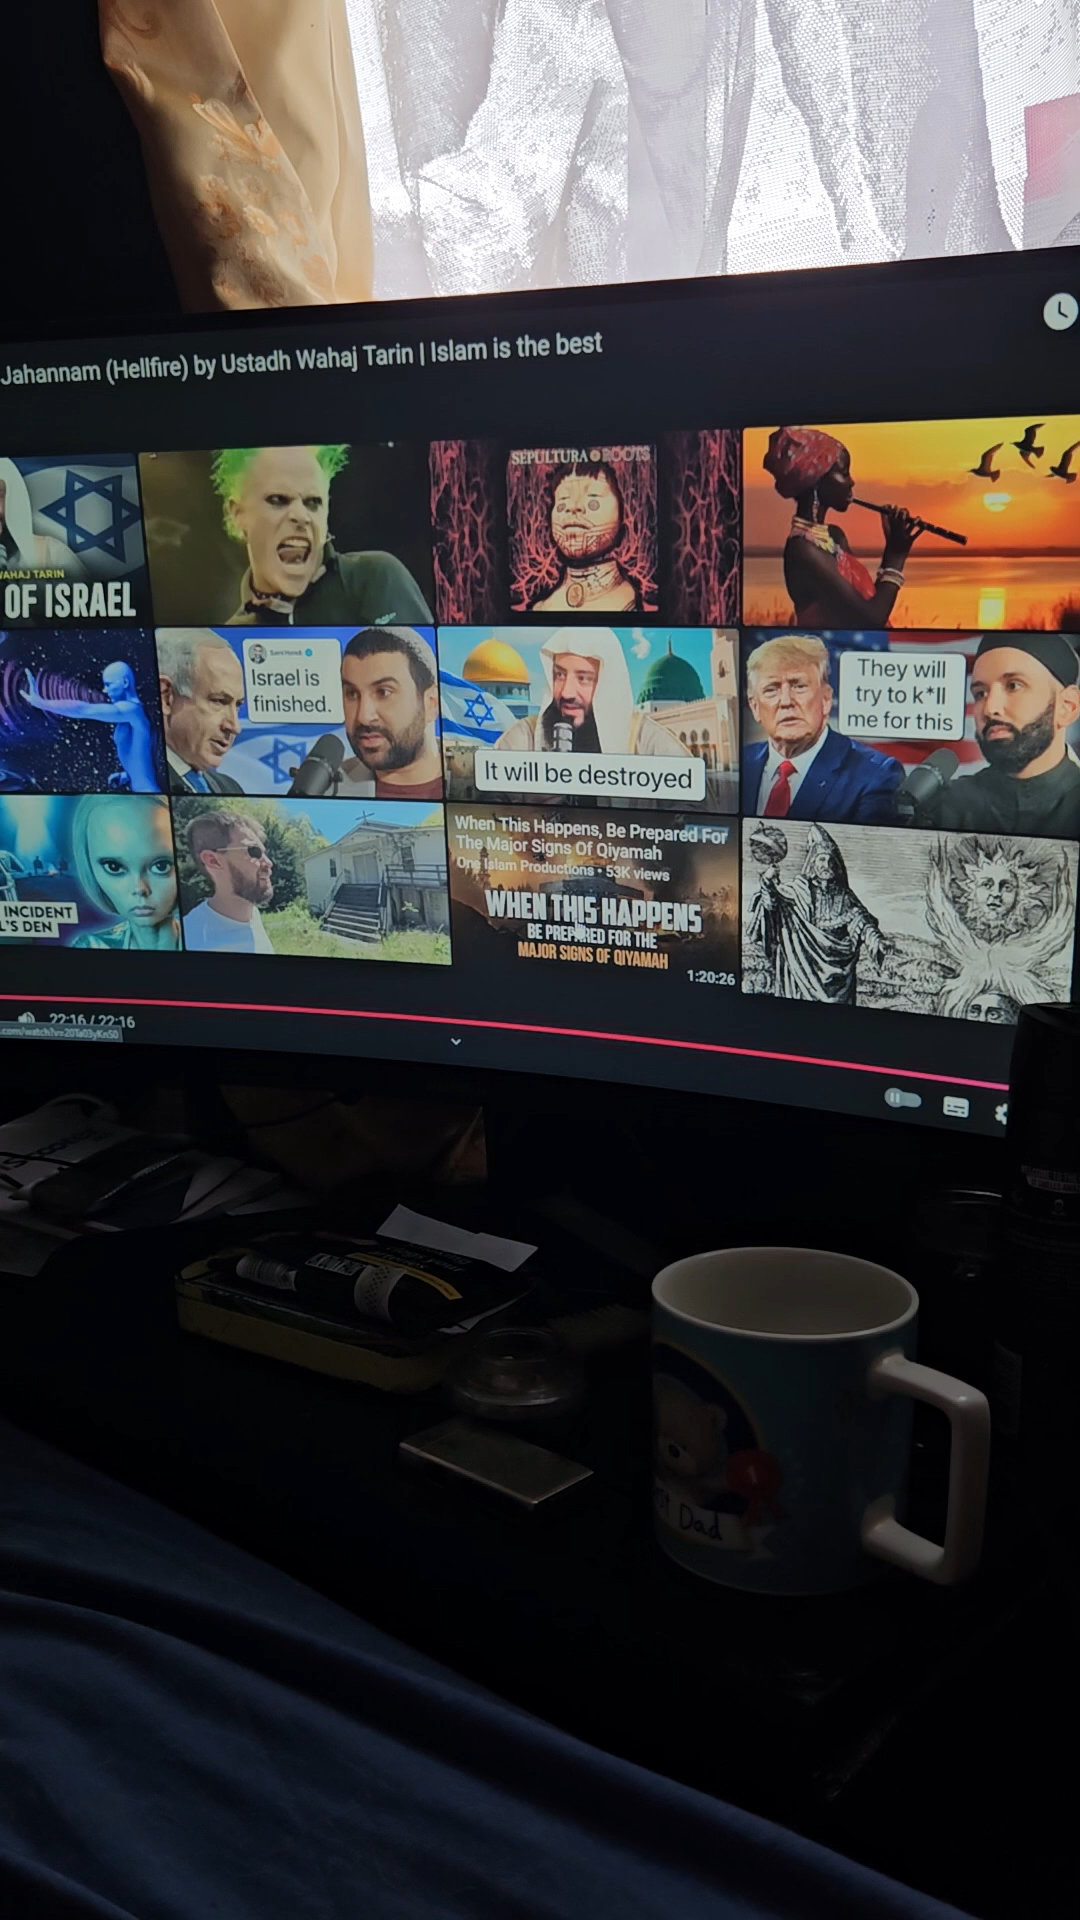 Jahannam (Hellfire) by Ustadh Wahaj Tarin | Islam is the best
WAHAJ TARIN
OF ISRAEL
SEPULTURA ROOTS
Israel is
finished.
It will be destroyed
They will
try to k*ll
me for this
INCIDENT
L'S DEN
When This Happens, Be Prepared For
The Major Signs Of Qiyamah
One Islam Productions • 53K views
WHEN THIS HAPPENS
BE PREPARED FOR THE
MAJOR SIGNS OF QIYAMAH
1:20:26
22:16 / 22:16
Dad